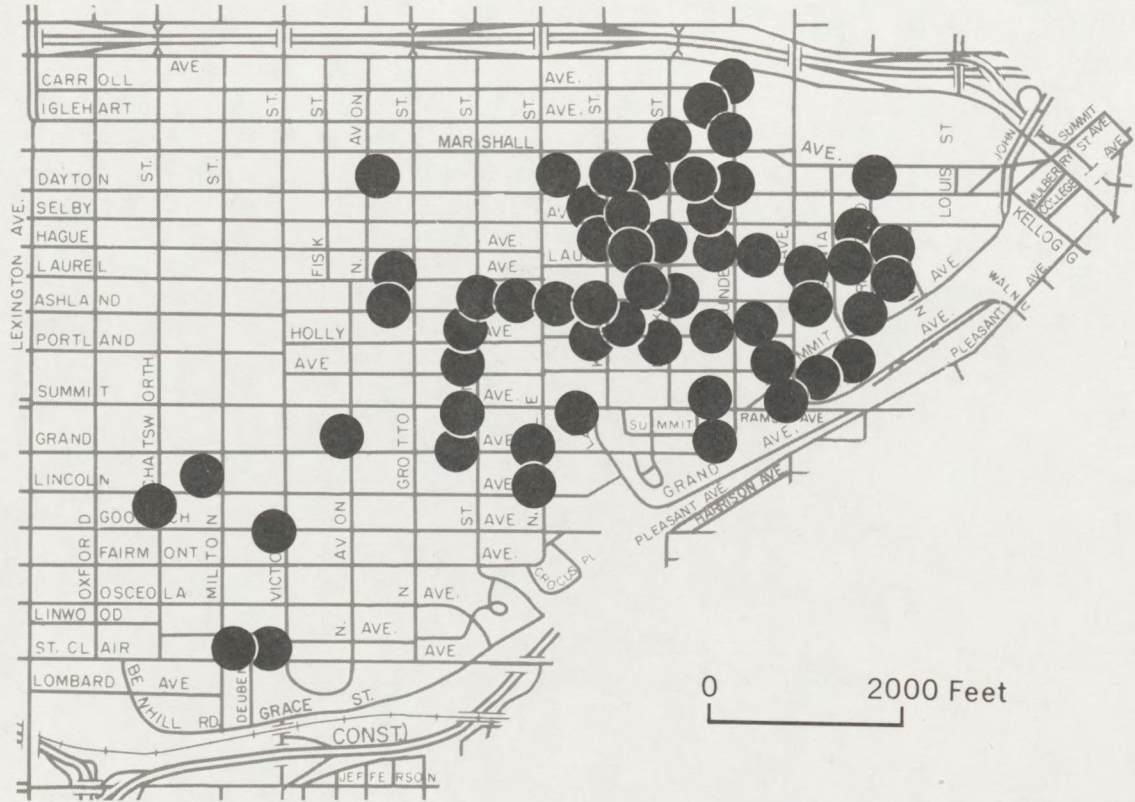 AVE.
AVE.
CARROLL
IGLEHART
ST.
ST.
AVON
ST.
ST.
ST.
AVE. ST.
ST
MARSHALL
AVE.
ST
JOHN
SUMMIT
ST AVE
AVE
MULBERRY
COLLEGE
KELLOGG
DAYTON
ST.
ST.
LOUIS
SELBY
HAGUE
AVE.
LAUREL
FISK
N.
AVE.
AVE.
AVE
WALNUT
ASHLAND
AVE.
PLEASANT
AVE
LEXINGTON AVE.
HOLLY
AVE
PORTLAND
AVE
SUMMIT
CHATSWORTH
AVE.
SUMMIT
AVE
GRAND
GROTTO
AVE
AVE.
LINCOLN
AVE
GRAND
PLEASANT AVE
HARRISON AVE.
OXFORD
MILTON
AVON
ST
AVE
N.
FAIRMONT
AVE.
CROCUS PL
OSCEOLA
N
AVE.
LINWOOD
N.
AVE.
ST. CLAIR
AVE.
LOMBARD AVE
BENHILL RD
DEUBER
GRACE ST.
CONST.)
JEFFERSON
0 2000 Feet